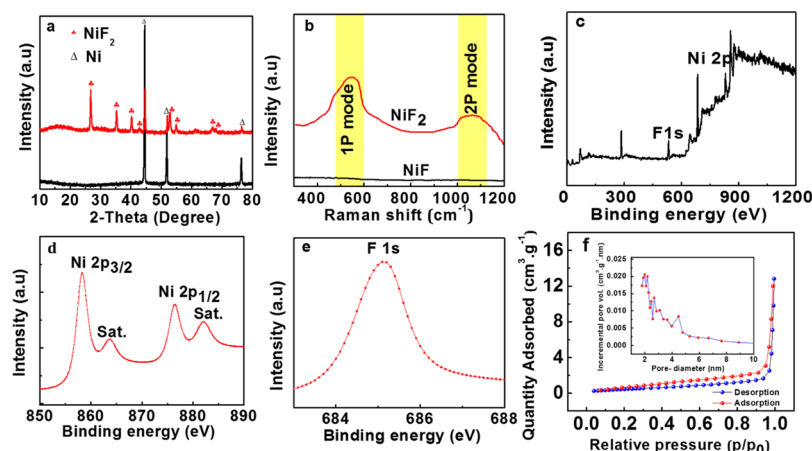 a
♣ NiF2
Δ Ni
Intensity (a.u)
10 20 30 40 50 60 70 80
2-Theta (Degree)
b
1P mode
2P mode
NiF2
NiF
Intensity (a.u)
400 600 800 1000 1200
Raman shift (cm-1)
c
Ni 2p
F1s
Intensity (a.u)
0 300 600 900 1200
Binding energy (eV)
d
Ni 2p3/2
Sat.
Ni 2p1/2
Sat.
Intensity (a.u)
850 860 870 880 890
Binding energy (eV)
e
F 1s
Intensity (a.u)
684 686 688
Binding energy (eV)
f
Quantity Adsorbed (cm3.g-1)
16
12
8
4
0
Incremental pore vol. (cm3.g-1.nm)
0.025
0.020
0.015
0.010
0.005
0.000
2 4 6 8 10
Pore- diameter (nm)
Desorption
Adsorption
0.0 0.2 0.4 0.6 0.8 1.0
Relative pressure (p/p0)